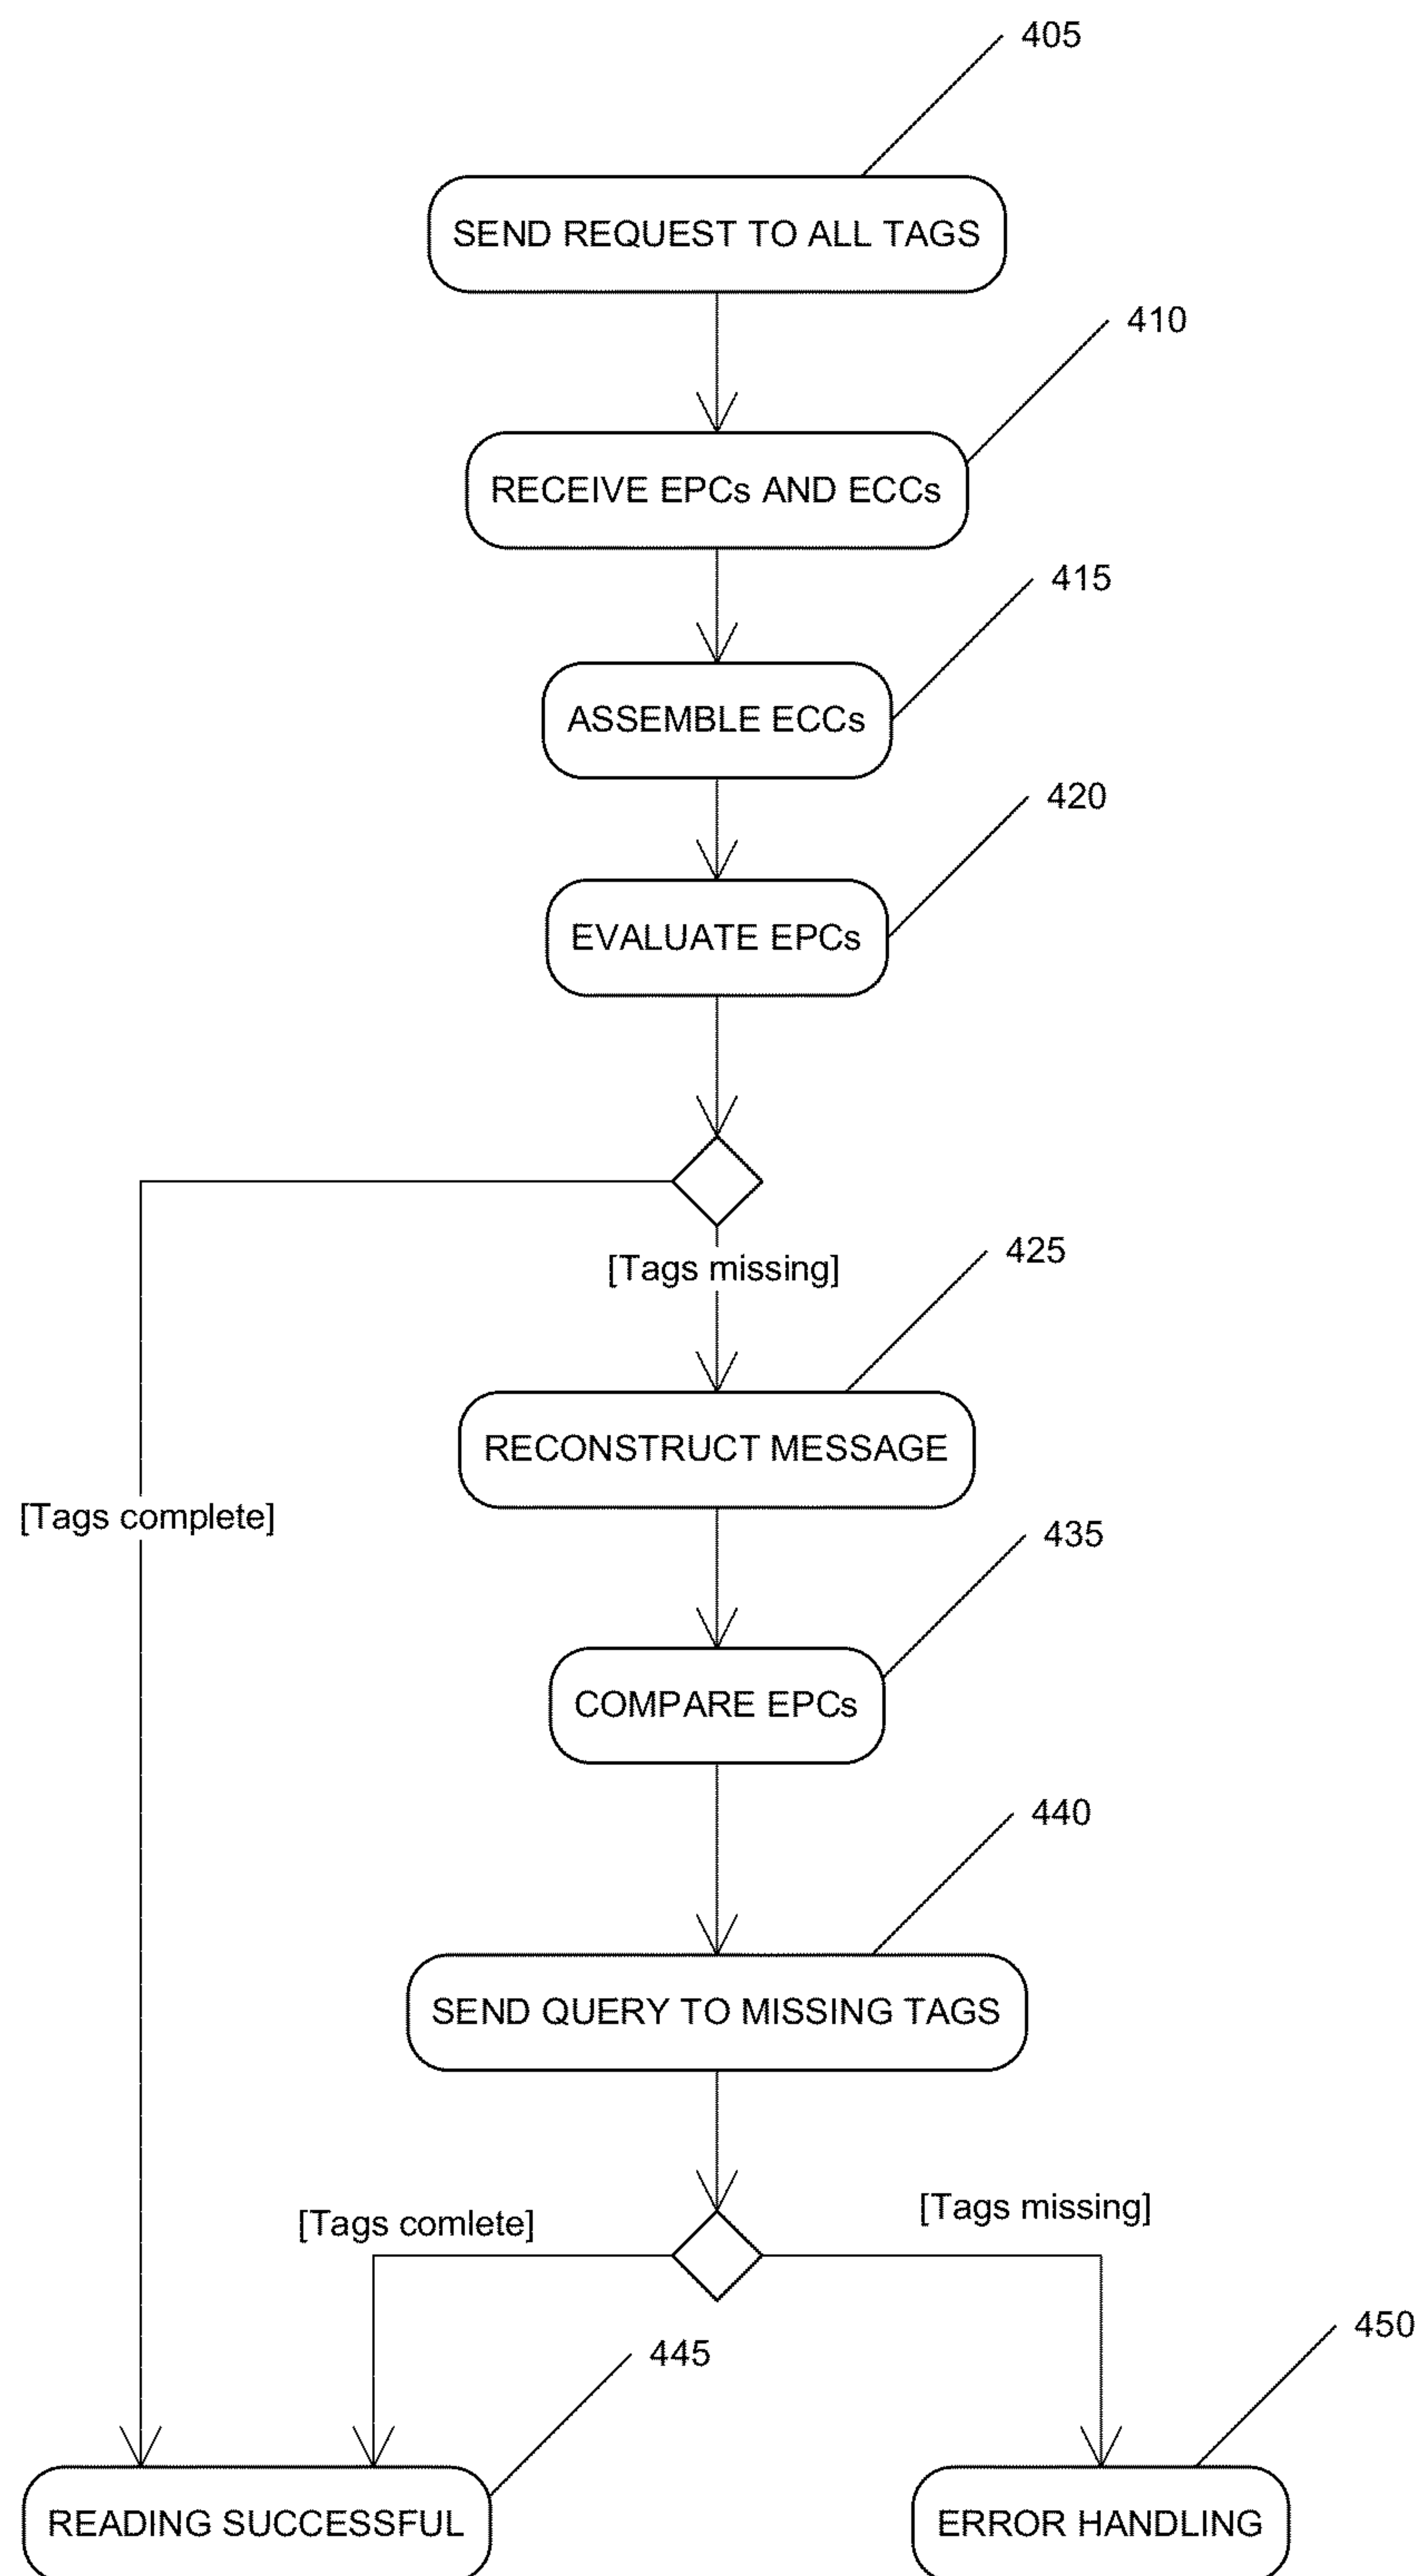 405
SEND REQUEST TO ALL TAGS
410
RECEIVE EPCs AND ECCs
415
ASSEMBLE ECCs
420
EVALUATE EPCs
[Tags missing]
425
RECONSTRUCT MESSAGE
[Tags complete]
435
COMPARE EPCs
440
SEND QUERY TO MISSING TAGS
[Tags comlete]
[Tags missing]
445
450
READING SUCCESSFUL
ERROR HANDLING